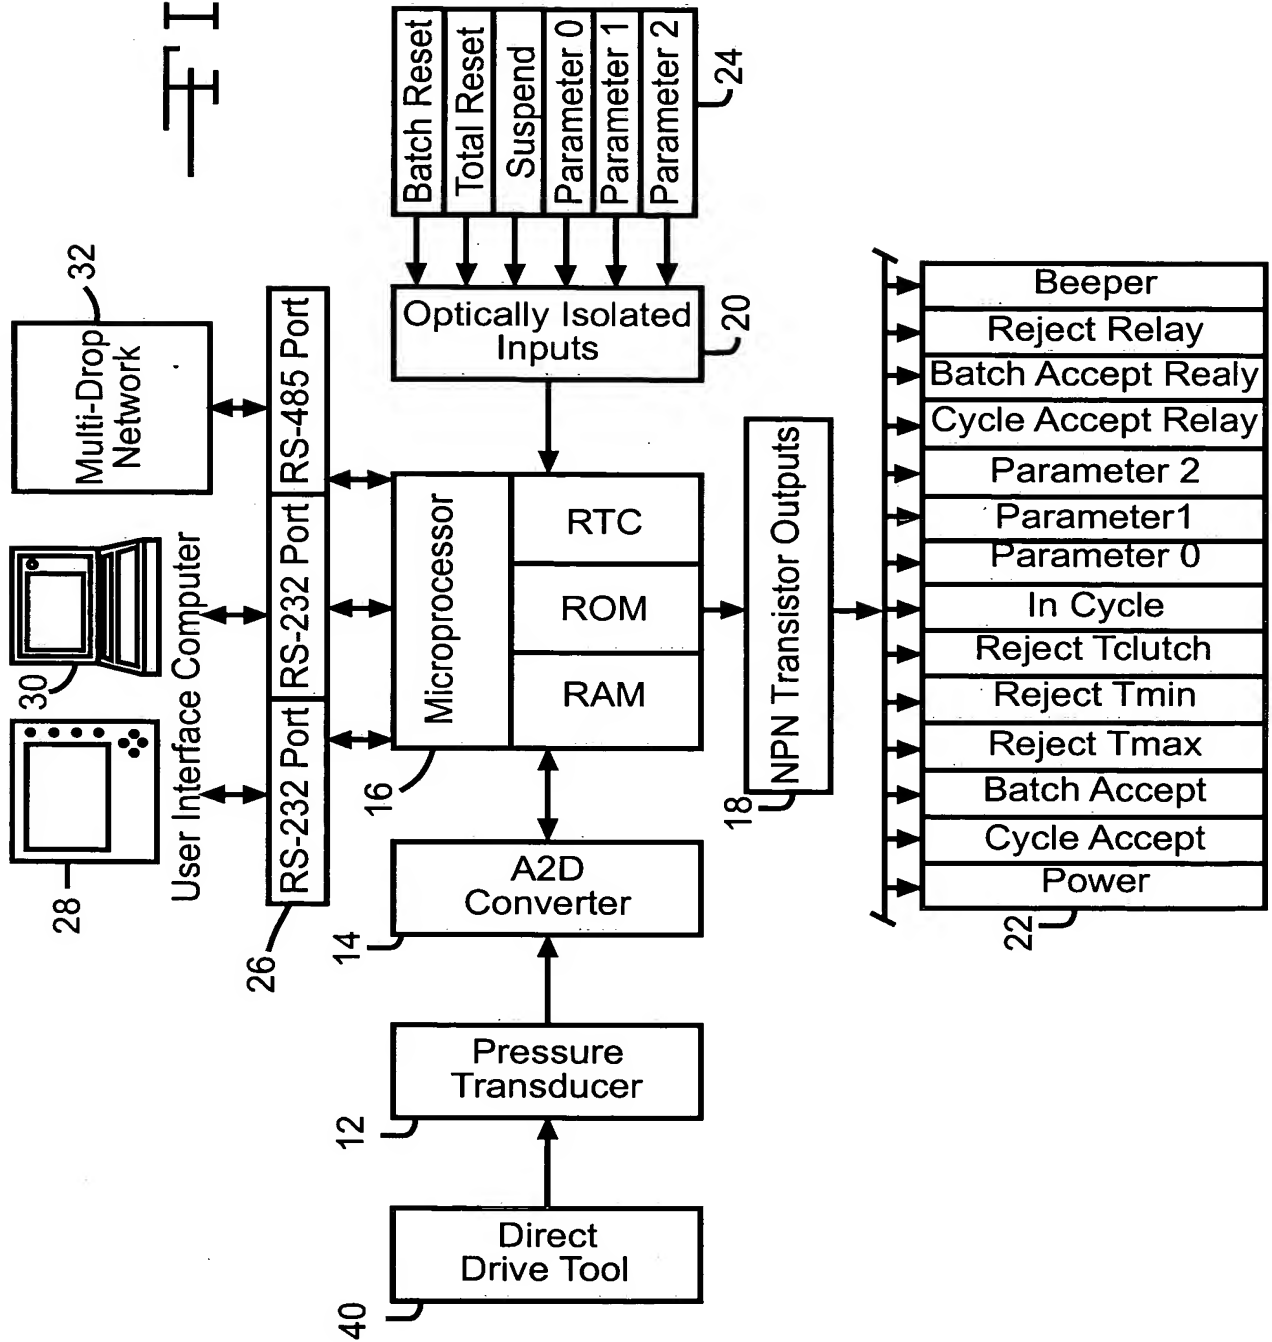 FI
Batch Reset
Total Reset
Suspend
Parameter 0
Parameter 1
Parameter 2
24
32
Multi-Drop
Network
Optically Isolated
Inputs
20
RS-485 Port
RS-232 Port
RS-232 Port
26
User Interface Computer
30
28
Microprocessor
RTC
ROM
RAM
16
A2D
Converter
14
Pressure
Transducer
12
Direct
Drive Tool
40
NPN Transistor Outputs
18
Beeper
Reject Relay
Batch Accept Realy
Cycle Accept Relay
Parameter 2
Parameter1
Parameter 0
In Cycle
Reject Tclutch
Reject Tmin
Reject Tmax
Batch Accept
Cycle Accept
Power
22